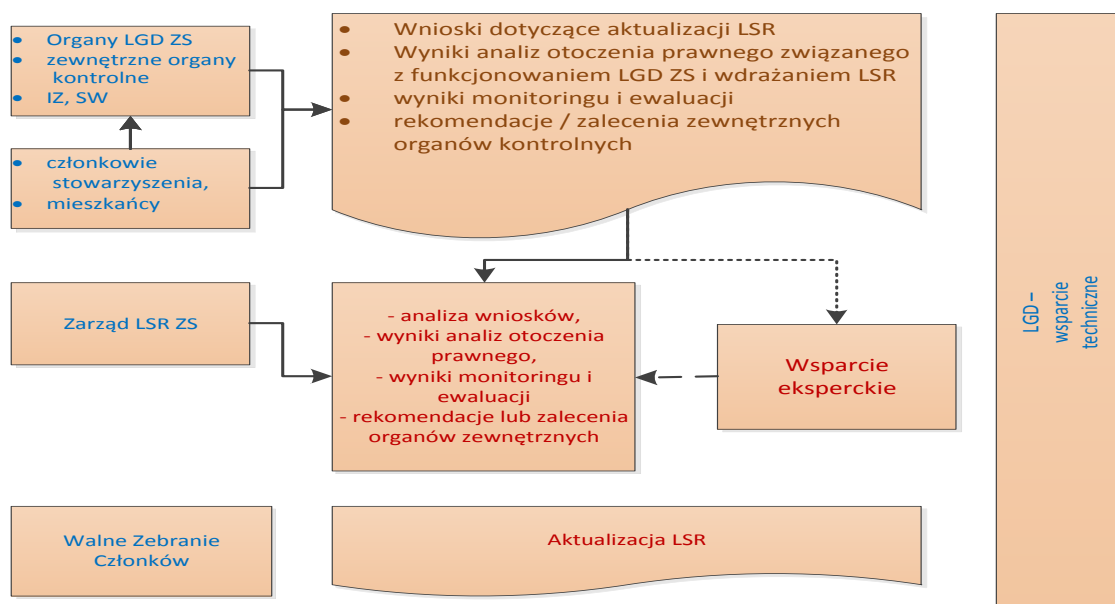 • Organy LGD ZS
• zewnętrzne organy
kontrolne
• IZ, SW
• członkowie
stowarzyszenia,
• mieszkańcy
• Wnioski dotyczące aktualizacji LSR
• Wyniki analiz otoczenia prawnego związanego
z funkcjonowaniem LGD ZS i wdrażaniem LSR
• wyniki monitoringu i ewaluacji
• rekomendacje / zalecenia zewnętrznych
organów kontrolnych
Zarząd LSR ZS
- analiza wniosków,
- wyniki analiz otoczenia
prawnego,
- wyniki monitoringu i
ewaluacji
- rekomendacje lub zalecenia
organów zewnętrznych
Wsparcie
eksperckie
Walne Zebranie
Członków
Aktualizacja LSR
LGD –
wsparcie
techniczne